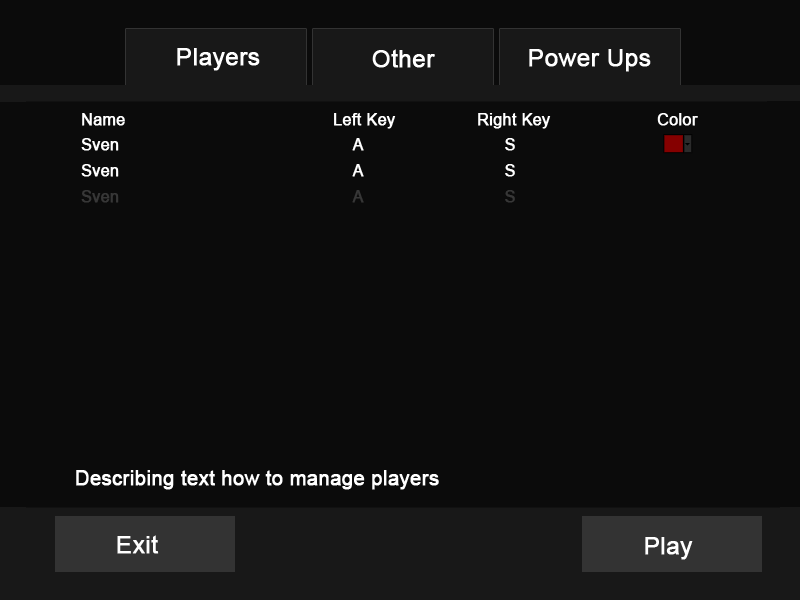 Players Other Power Ups
Name Left Key Right Key Color
Sven A S
Sven A S
Sven A S
Describing text how to manage players
Exit Play